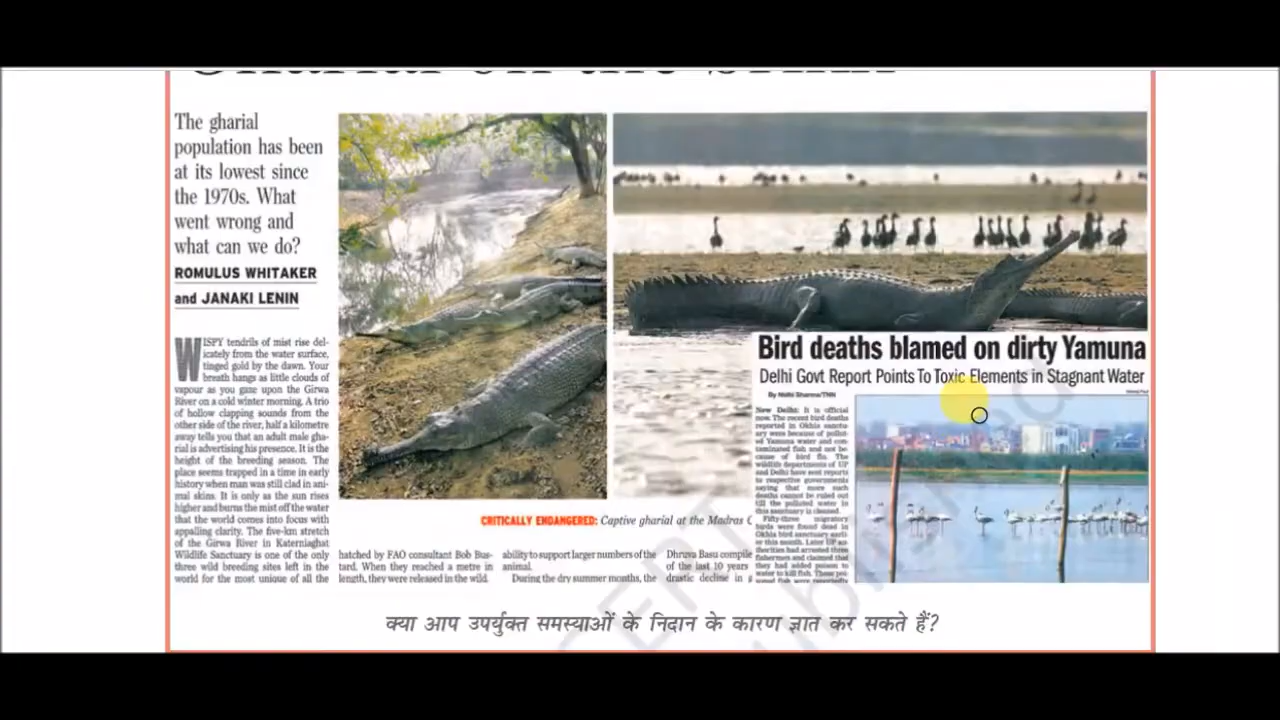 Gharial on the brink
The gharial
population has been
at its lowest since
the 1970s. What
went wrong and
what can we do?
ROMULUS WHITAKER
and JANAKI LENIN
WISPY tendrils of mist rise del-
icately from the water surface,
tinged gold by the dawn. Your
breath hangs as little clouds of
vapour as you gaze upon the Girwa
River on a cold winter morning. A trio
of hollow clapping sounds from the
other side of the river, half a kilometre
away tells you that an adult male gha-
rial is advertising his presence. It is the
height of the breeding season. The
place seems trapped in a time in early
history when man was still clad in ani-
mal skins. It is only as the sun rises
higher and burns the mist off the water
that the world comes into focus with
appalling clarity. The five-km stretch
of the Girwa River in Katerniaghat
Wildlife Sanctuary is one of the only
three wild breeding sites left in the
world for the most unique of all the
CRITICALLY ENDANGERED: Captive gharial at the Madras C
hatched by FAO consultant Bob Bus-
tard. When they reached a metre in
length, they were released in the wild.
ability to support larger numbers of the
animal.
During the dry summer months, the
Dhruva Basu compile
of the last 10 years
drastic decline in g
Bird deaths blamed on dirty Yamuna
Delhi Govt Report Points To Toxic Elements in Stagnant Water
By Nidhi Sharma/TNN
New Delhi: It is official
now. The recent bird deaths
reported in Okhla sanctu-
ary were because of pollut-
ed Yamuna water and con-
taminated fish and not be-
cause of bird flu. The
wildlife departments of UP
and Delhi have sent reports
to respective governments
saying that more such
deaths cannot be ruled out
till the polluted water in
this sanctuary is cleaned.
Fifty-three migratory
birds were found dead in
Okhla bird sanctuary earli-
er this month. Later UP au-
thorities had arrested three
fishermen and claimed that
they had added poison to
water to kill fish. These poi-
soned fish were reportedly
क्या आप उपर्युक्त समस्याओं के निदान के कारण ज्ञात कर सकते हैं?